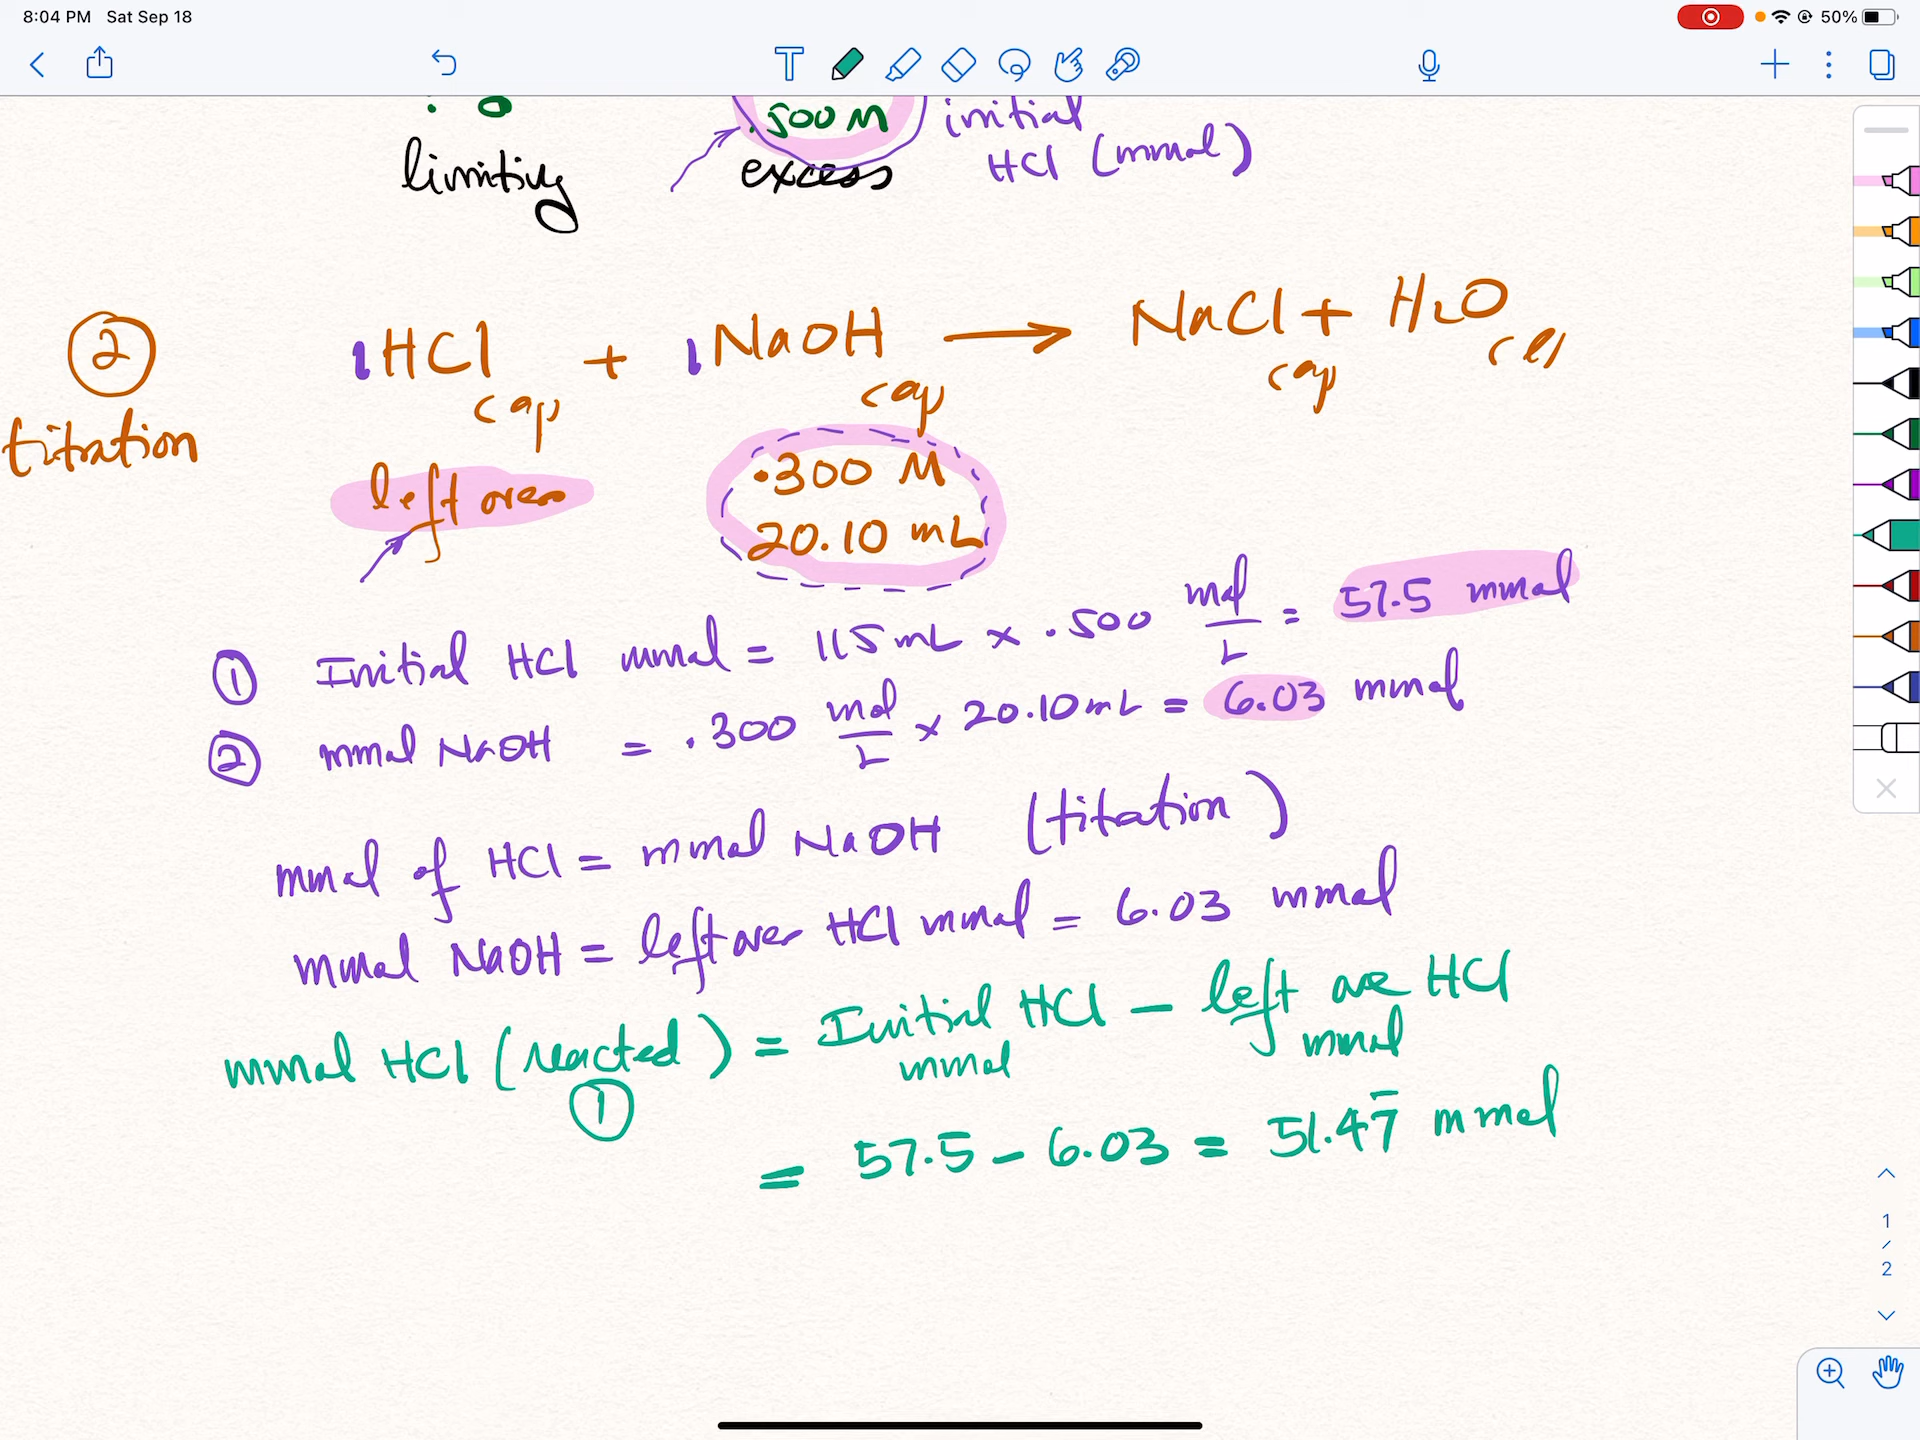 8:04 PM Sat Sep 18
50%
.500 M initial
limiting excess HCl (mmol)
② 1HCl + 1NaOH → NaCl + H2O
(aq) (aq) (aq) (l)
titration
left over .300 M
20.10 mL
① Initial HCl mmol = 115 mL x .500 mol/L = 57.5 mmol
② mmol NaOH = .300 mol/L x 20.10 mL = 6.03 mmol
mmol of HCl = mmol NaOH (titration)
mmol NaOH = left over HCl mmol = 6.03 mmol
mmol HCl (reacted) = Initial HCl - left over HCl
① mmol mmol
= 57.5 - 6.03 = 51.47 mmol
1
/
2